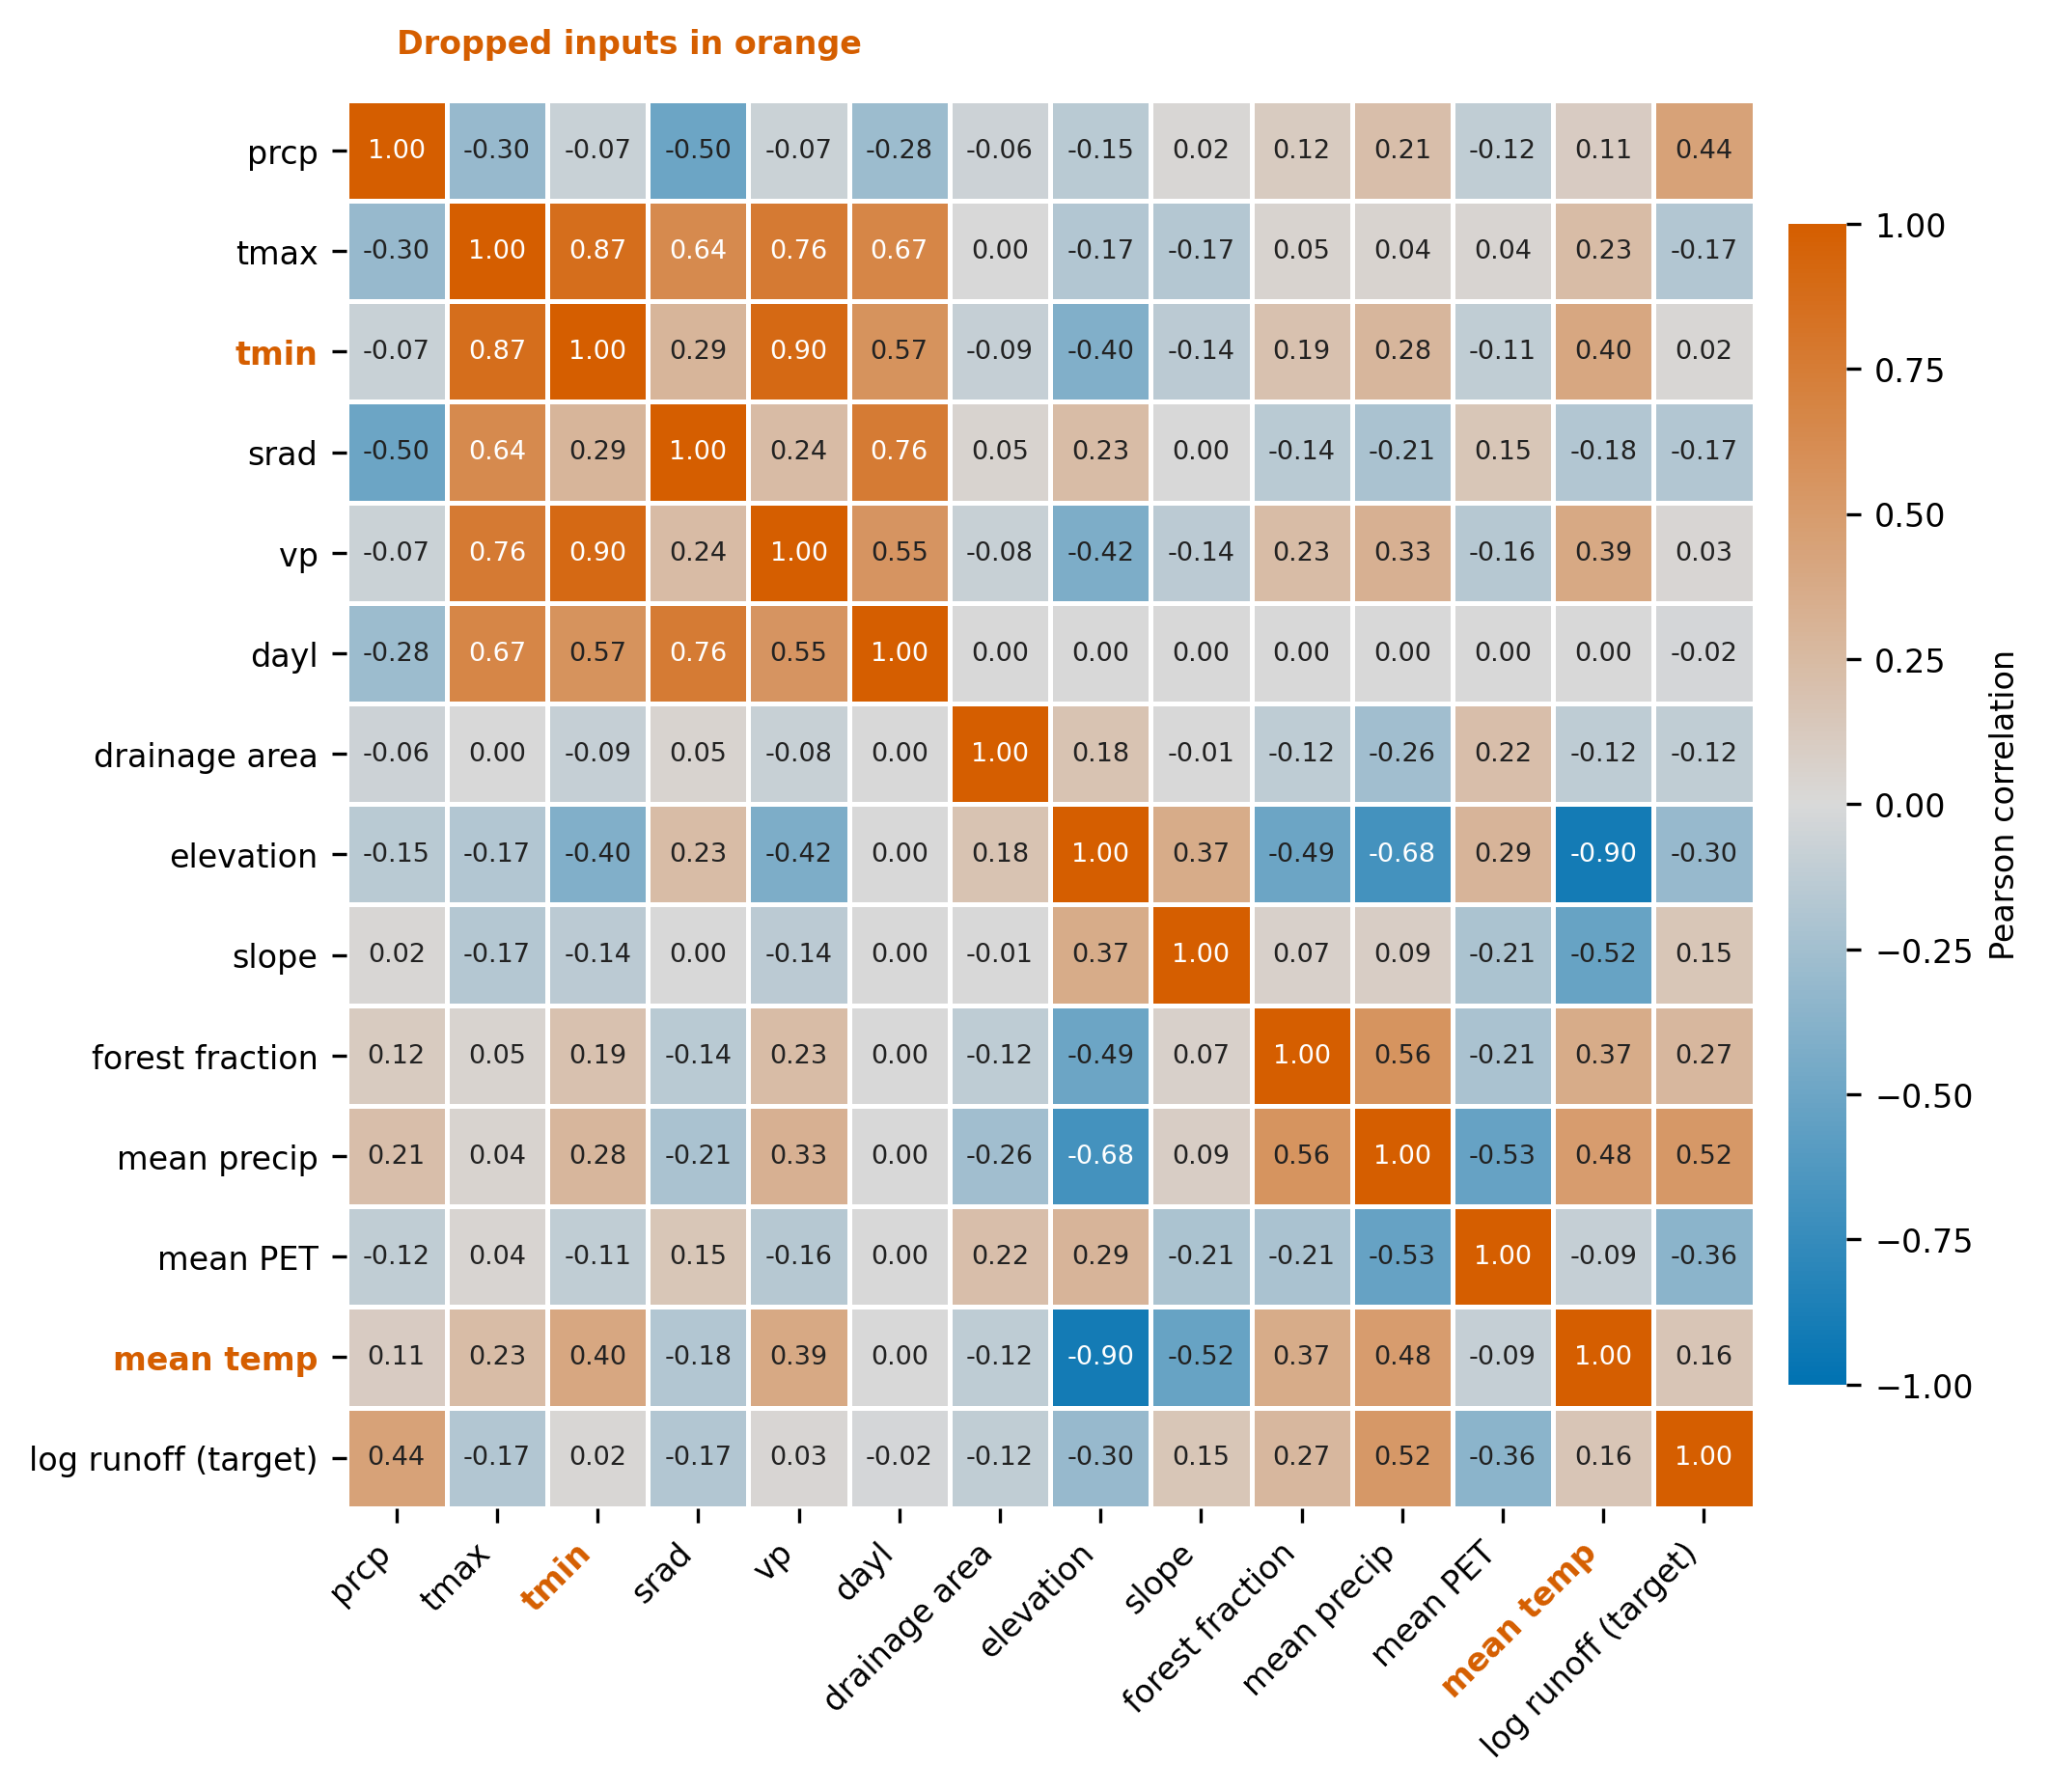 Dropped inputs in orange
prcp 1.00 -0.30 -0.07 -0.50 -0.07 -0.28 -0.06 -0.15 0.02 0.12 0.21 -0.12 0.11 0.44
tmax -0.30 1.00 0.87 0.64 0.76 0.67 0.00 -0.17 -0.17 0.05 0.04 0.04 0.23 -0.17
tmin -0.07 0.87 1.00 0.29 0.90 0.57 -0.09 -0.40 -0.14 0.19 0.28 -0.11 0.40 0.02
srad -0.50 0.64 0.29 1.00 0.24 0.76 0.05 0.23 0.00 -0.14 -0.21 0.15 -0.18 -0.17
vp -0.07 0.76 0.90 0.24 1.00 0.55 -0.08 -0.42 -0.14 0.23 0.33 -0.16 0.39 0.03
dayl -0.28 0.67 0.57 0.76 0.55 1.00 0.00 0.00 0.00 0.00 0.00 0.00 0.00 -0.02
drainage area -0.06 0.00 -0.09 0.05 -0.08 0.00 1.00 0.18 -0.01 -0.12 -0.26 0.22 -0.12 -0.12
elevation -0.15 -0.17 -0.40 0.23 -0.42 0.00 0.18 1.00 0.37 -0.49 -0.68 0.29 -0.90 -0.30
slope 0.02 -0.17 -0.14 0.00 -0.14 0.00 -0.01 0.37 1.00 0.07 0.09 -0.21 -0.52 0.15
forest fraction 0.12 0.05 0.19 -0.14 0.23 0.00 -0.12 -0.49 0.07 1.00 0.56 -0.21 0.37 0.27
mean precip 0.21 0.04 0.28 -0.21 0.33 0.00 -0.26 -0.68 0.09 0.56 1.00 -0.53 0.48 0.52
mean PET -0.12 0.04 -0.11 0.15 -0.16 0.00 0.22 0.29 -0.21 -0.21 -0.53 1.00 -0.09 -0.36
mean temp 0.11 0.23 0.40 -0.18 0.39 0.00 -0.12 -0.90 -0.52 0.37 0.48 -0.09 1.00 0.16
log runoff (target) 0.44 -0.17 0.02 -0.17 0.03 -0.02 -0.12 -0.30 0.15 0.27 0.52 -0.36 0.16 1.00
prcp
tmax
tmin
srad
vp
dayl
drainage area
elevation
slope
forest fraction
mean precip
mean PET
mean temp
log runoff (target)
1.00
0.75
0.50
0.25
0.00
−0.25
−0.50
−0.75
−1.00
Pearson correlation